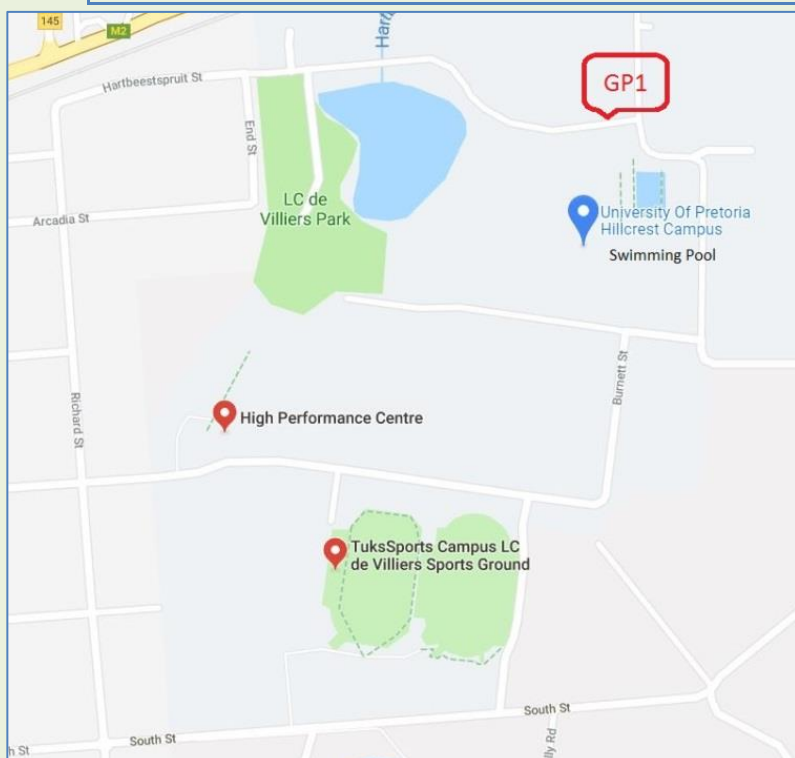 145
M2
Hartbeestspruit St
GP1
End St
LC de
Villiers Park
Arcadia St
University Of Pretoria
Hillcrest Campus
Swimming Pool
Burnett St
Richard St
High Performance Centre
TuksSports Campus LC
de Villiers Sports Ground
South St
South St